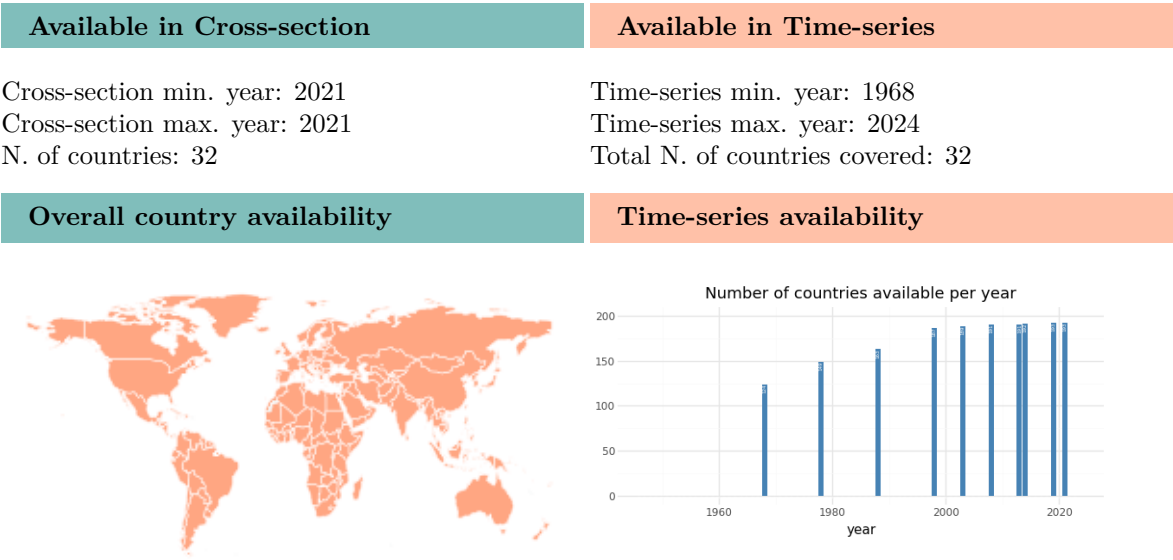 Available in Cross-section
Available in Time-series
Cross-section min. year: 2021
Cross-section max. year: 2021
N. of countries: 32
Time-series min. year: 1968
Time-series max. year: 2024
Total N. of countries covered: 32
Overall country availability
Time-series availability
Number of countries available per year
200
150
100
50
0
1960
1980
2000
2020
year